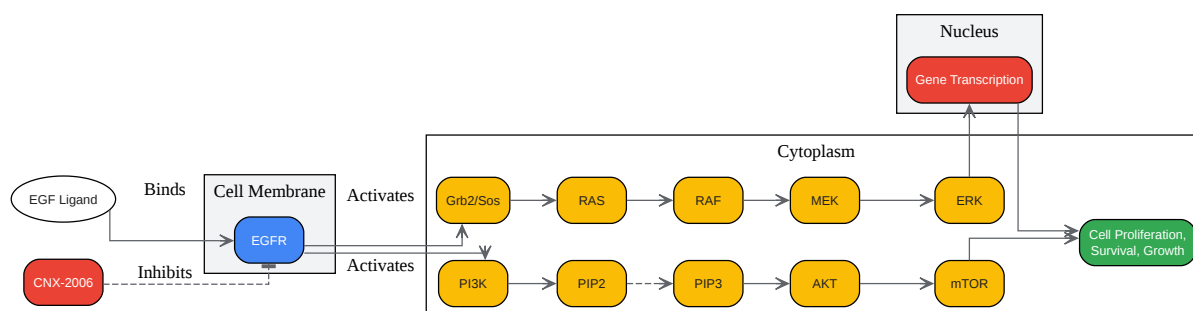 Nucleus
Gene Transcription
Cytoplasm
EGF Ligand
Binds
Cell Membrane
Activates
Grb2/Sos
RAS
RAF
MEK
ERK
EGFR
Cell Proliferation,
Survival, Growth
CNX-2006
Inhibits
Activates
PI3K
PIP2
PIP3
AKT
mTOR